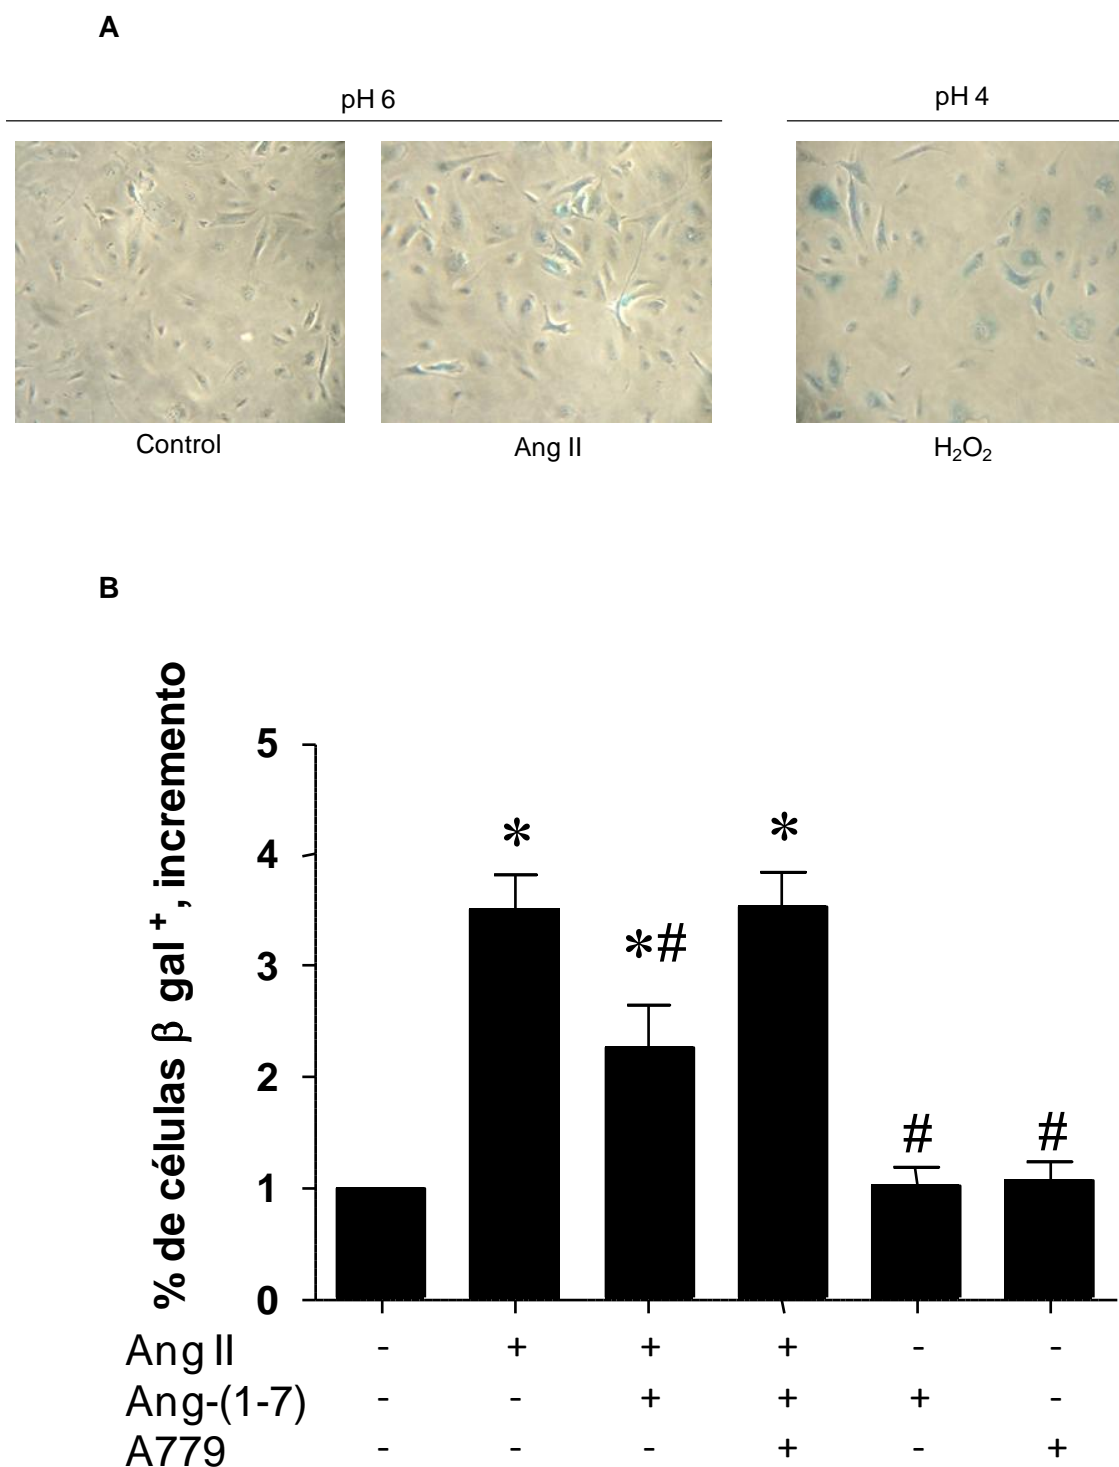 A
pH 6 pH 4
Control Ang II H₂O₂
B
% de células β gal +, incremento
5
4
3
2
1
0
*
*#
*
#
#
Ang II - + + + - -
Ang-(1-7) - - + + + -
A779 - - - + - +